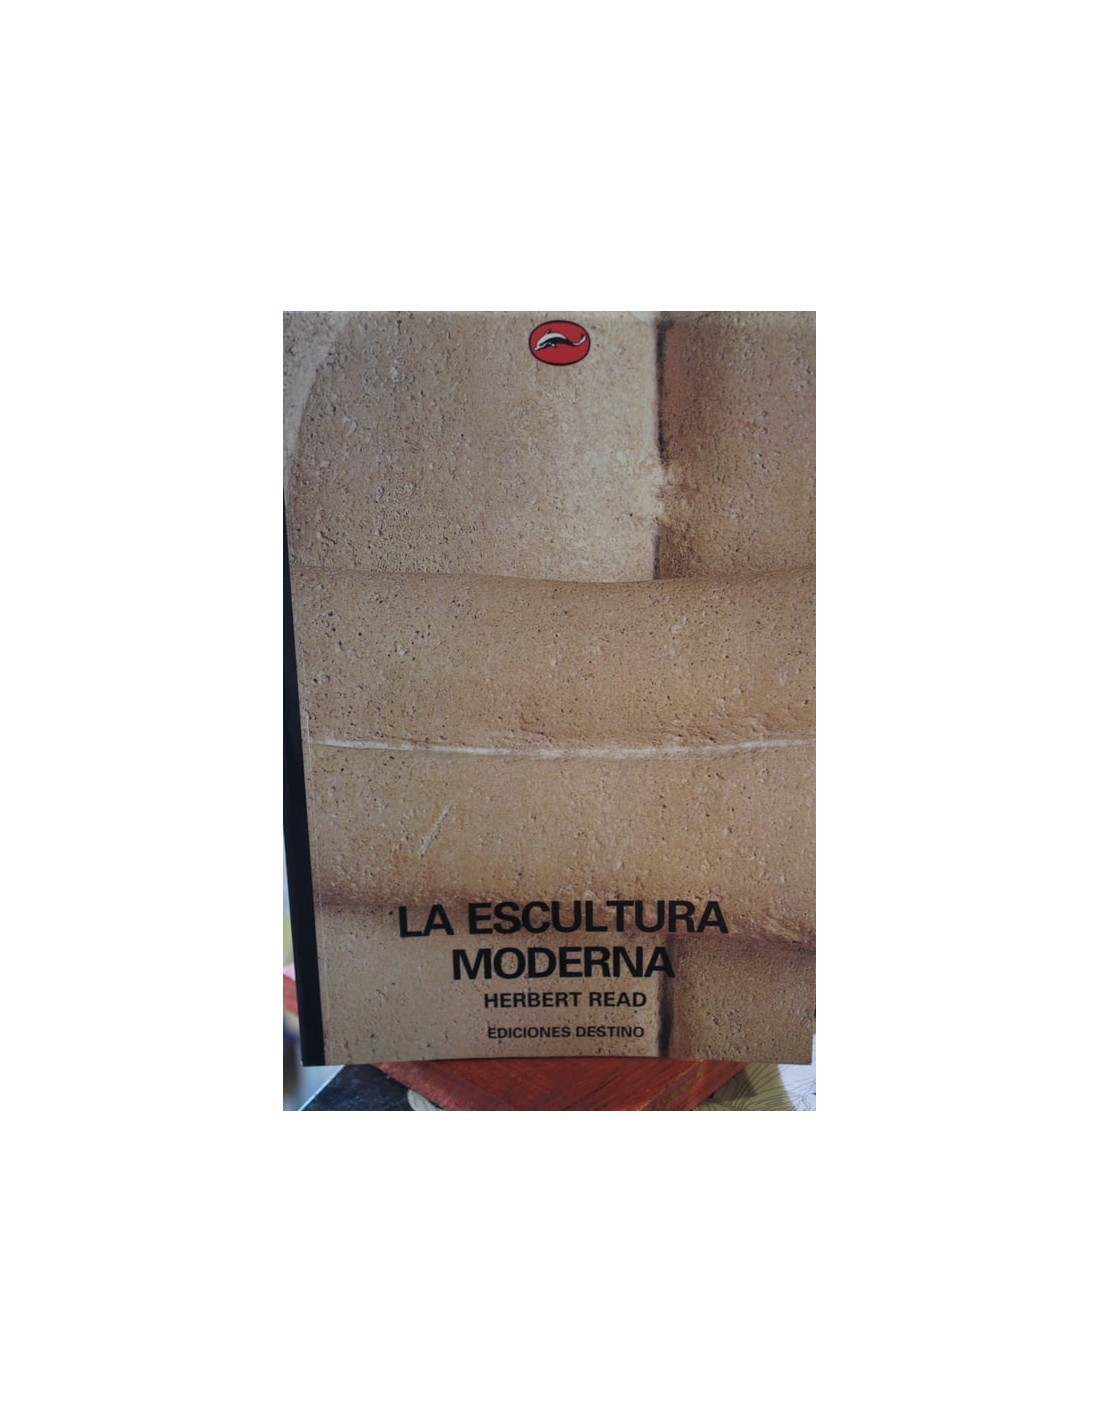 LA ESCULTURA
MODERNA
HERBERT READ
EDICIONES DESTINO